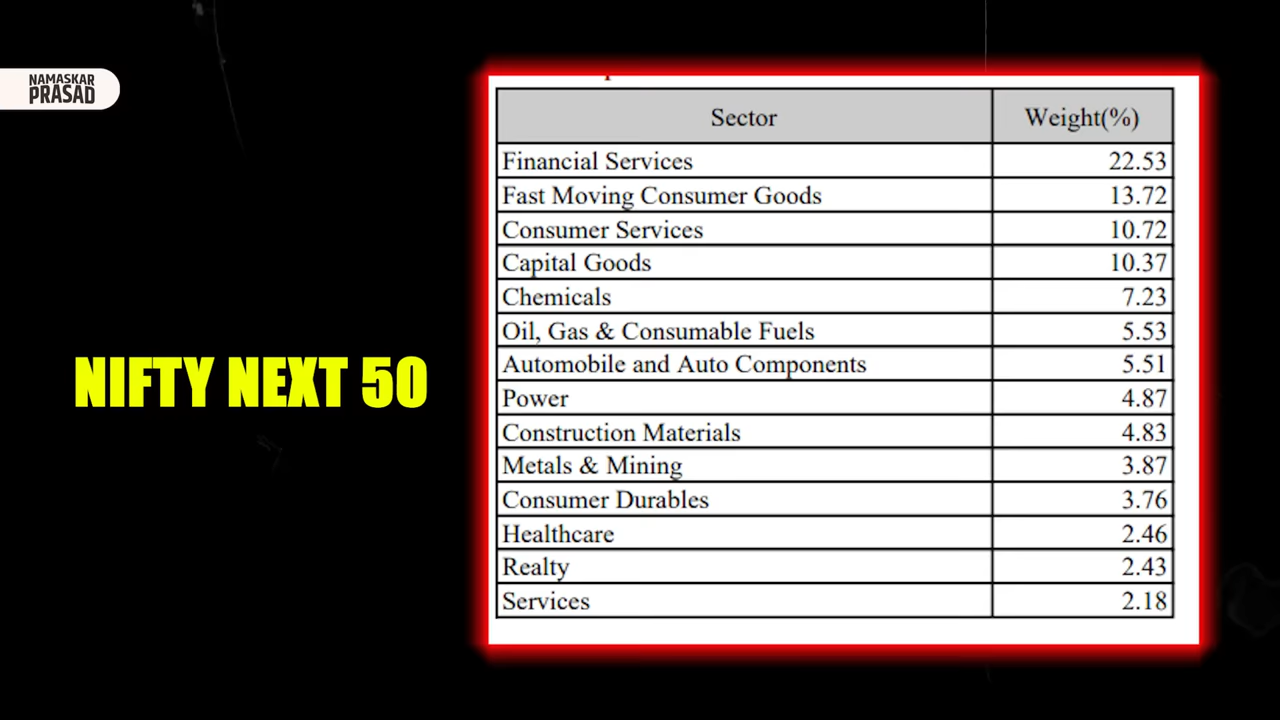 NAMASKAR
PRASAD
NIFTY NEXT 50
Sector Weight(%)
Financial Services 22.53
Fast Moving Consumer Goods 13.72
Consumer Services 10.72
Capital Goods 10.37
Chemicals 7.23
Oil, Gas & Consumable Fuels 5.53
Automobile and Auto Components 5.51
Power 4.87
Construction Materials 4.83
Metals & Mining 3.87
Consumer Durables 3.76
Healthcare 2.46
Realty 2.43
Services 2.18